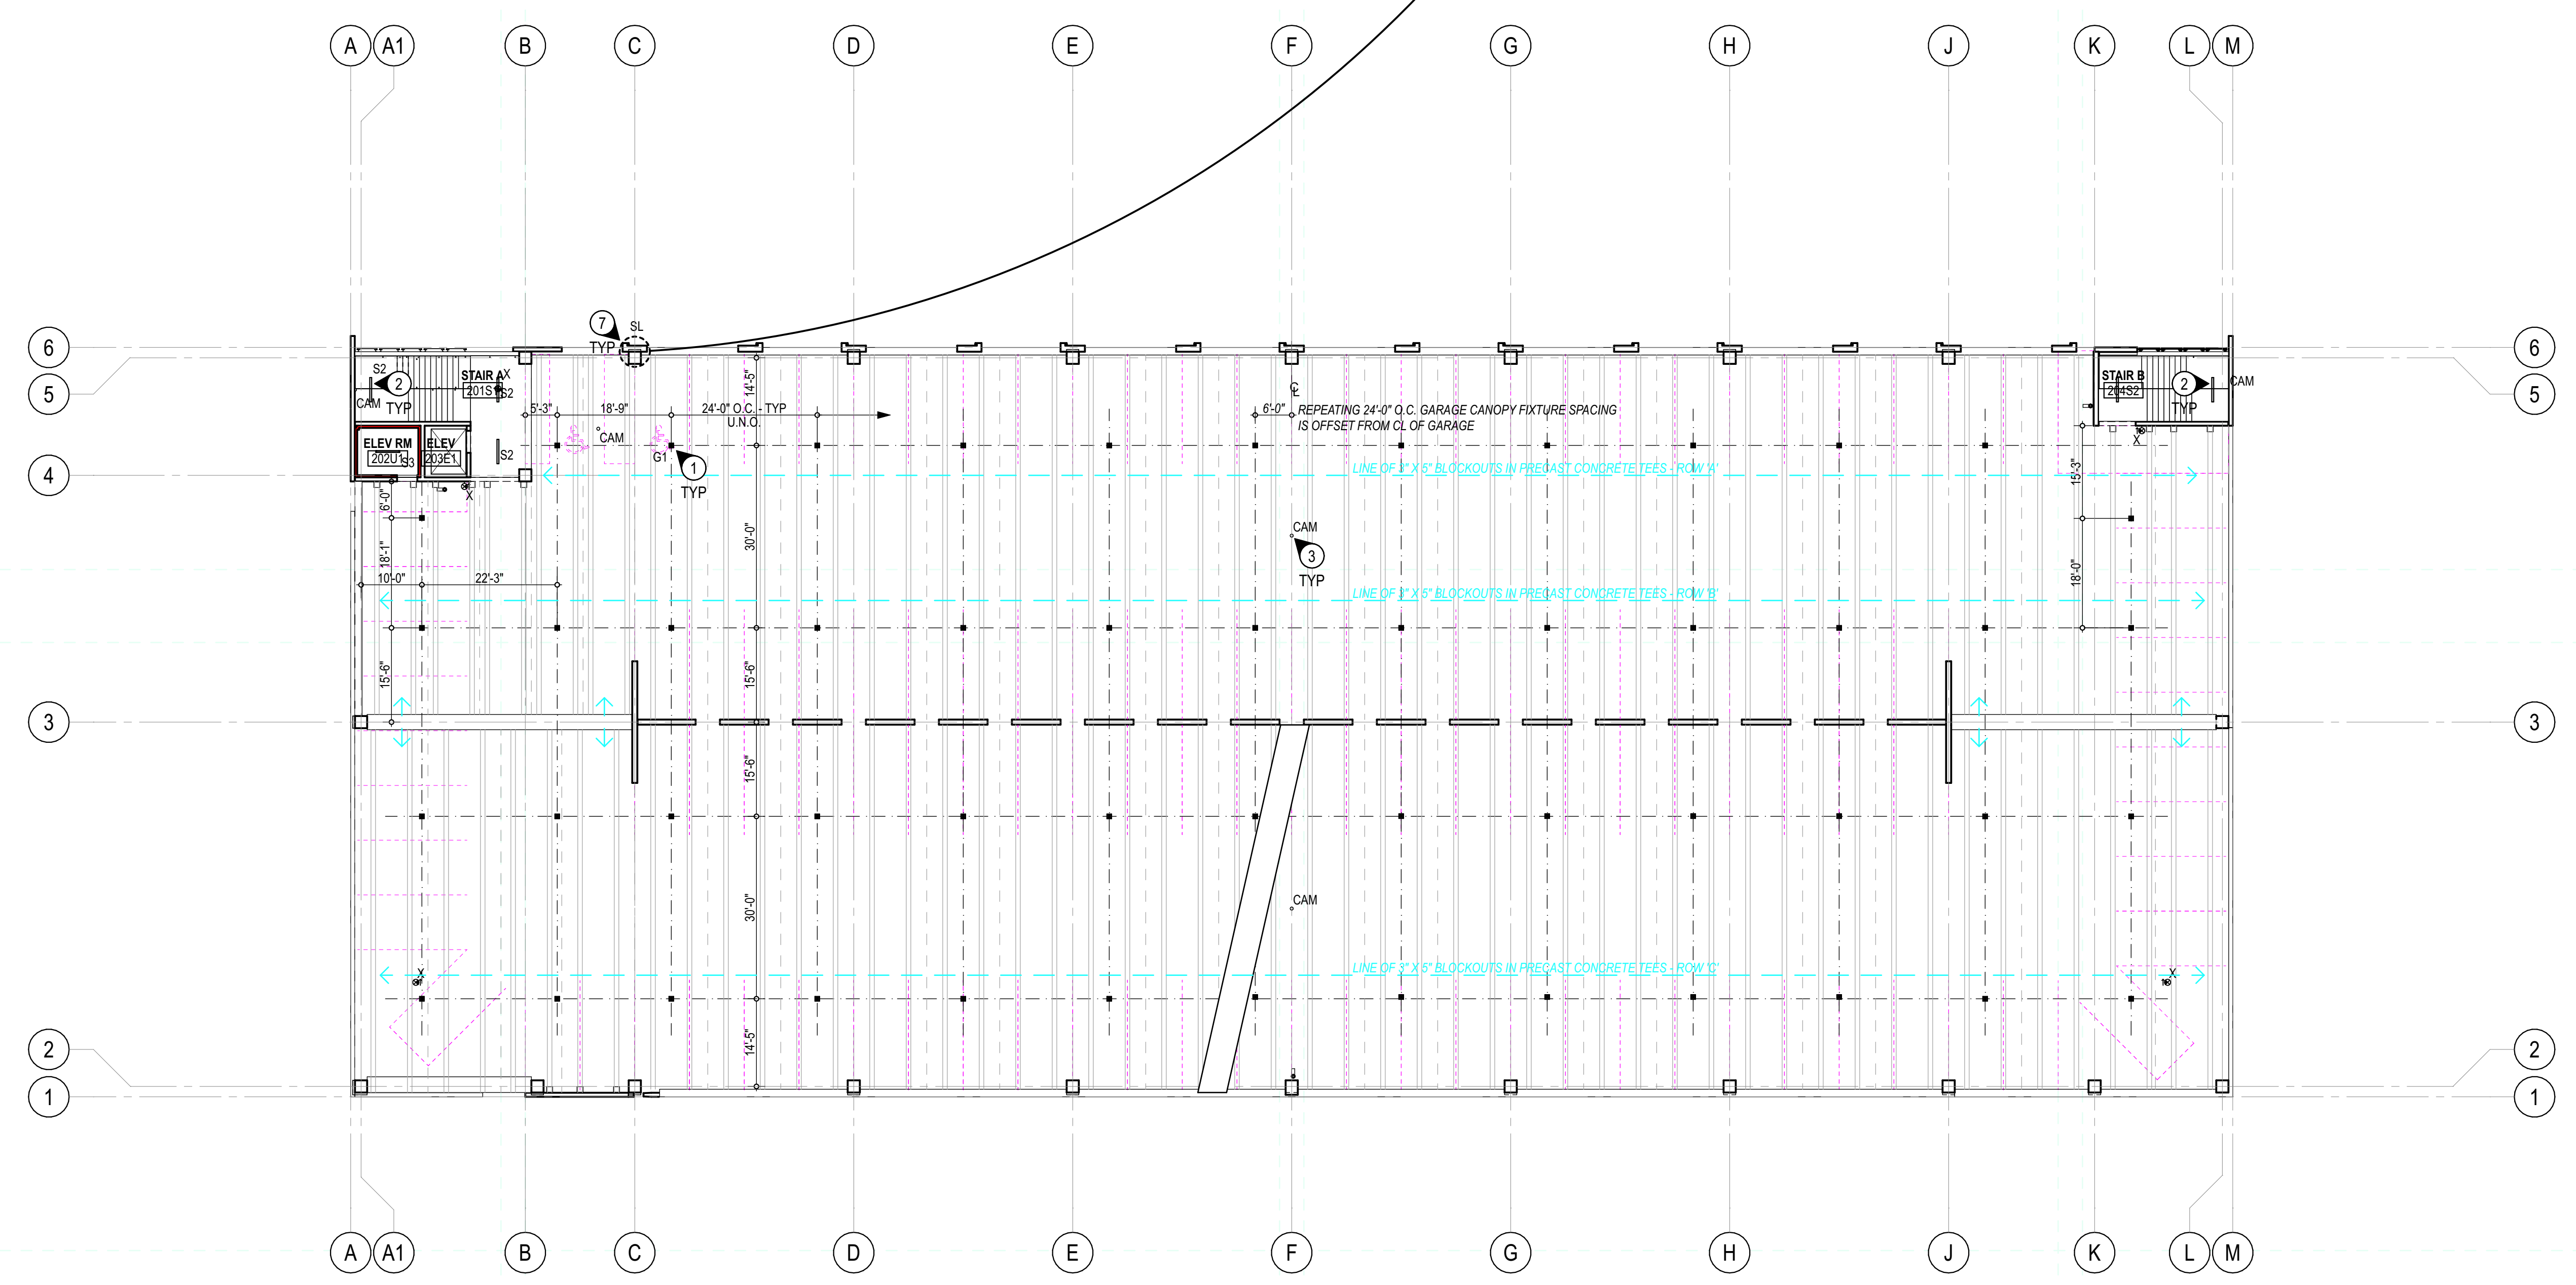 A A1 B C D E F G H J K L M
7
SL
TYP
6
6
5
5
S2
2
TYP
CAM
STAIR A
201S1
X
S2
STAIR B
204S2
2
TYP
CAM
14'-5"
CL
5'-3"
18'-9"
24'-0" O.C. - TYP
U.N.O.
6'-0"
REPEATING 24'-0" O.C. GARAGE CANOPY FIXTURE SPACING
IS OFFSET FROM CL OF GARAGE
ELEV RM
202U1
S3
ELEV
203E1
S2
CAM
G1
1
TYP
X
4
4
LINE OF 3" X 5" BLOCKOUTS IN PRECAST CONCRETE TEES - ROW 'A'
15'-3"
X
6'-0"
30'-0"
CAM
3
TYP
18'-1"
10'-0"
22'-3"
18'-0"
LINE OF 3" X 5" BLOCKOUTS IN PRECAST CONCRETE TEES - ROW 'B'
15'-6"
15'-6"
3
3
15'-6"
30'-0"
CAM
LINE OF 3" X 5" BLOCKOUTS IN PRECAST CONCRETE TEES - ROW 'C'
X
X
14'-5"
2
2
1
1
A A1 B C D E F G H J K L M